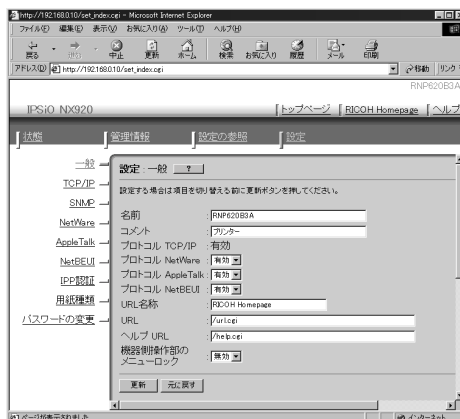 http://192.168.0.10/set_index.cgi - Microsoft Internet Explorer
ファイル(F) 編集(E) 表示(V) お気に入り(A) ツール(T) ヘルプ(H)
戻る 進む 中止 更新 ホーム 検索 お気に入り 履歴 メール 印刷
アドレス(D) http://192.168.0.10/set_index.cgi 移動 リンク
RNP620B3A
IPSiO NX920 [トップページ [RICOH Homepage [ヘルプ
[状態 [管理情報 [設定の参照 [設定
一般
TCP/IP
SNMP
NetWare
AppleTalk
NetBEUI
IPP認証
用紙種類
パスワードの変更
設定 : 一般 ?
設定する場合は項目を切り替える前に更新ボタンを押してください。
名前 : RNP620B3A
コメント : プリンター
プロトコル TCP/IP : 有効
プロトコル NetWare : 有効
プロトコル AppleTalk : 有効
プロトコル NetBEUI : 有効
URL名称 : RICOH Homepage
URL : /url.cgi
ヘルプ URL : /help.cgi
機器側操作部の
メニューロック : 無効
更新 元に戻す
ページが表示されました
インターネット